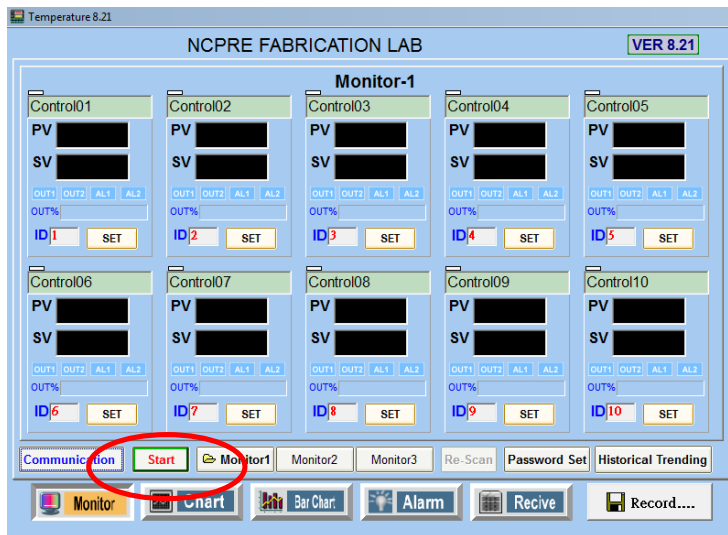 Temperature 8.21
NCPRE FABRICATION LAB VER 8.21
Monitor-1
Control01 Control02 Control03 Control04 Control05
PV PV PV PV PV
SV SV SV SV SV
OUT1 OUT2 AL1 AL2 OUT1 OUT2 AL1 AL2 OUT1 OUT2 AL1 AL2 OUT1 OUT2 AL1 AL2 OUT1 OUT2 AL1 AL2
OUT% OUT% OUT% OUT% OUT%
ID 1 SET ID 2 SET ID 3 SET ID 4 SET ID 5 SET
Control06 Control07 Control08 Control09 Control10
PV PV PV PV PV
SV SV SV SV SV
OUT1 OUT2 AL1 AL2 OUT1 OUT2 AL1 AL2 OUT1 OUT2 AL1 AL2 OUT1 OUT2 AL1 AL2 OUT1 OUT2 AL1 AL2
OUT% OUT% OUT% OUT% OUT%
ID 6 SET ID 7 SET ID 8 SET ID 9 SET ID 10 SET
Communication Start Monitor1 Monitor2 Monitor3 Re-Scan Password Set Historical Trending
Monitor Chart Bar Chart Alarm Recive Record....